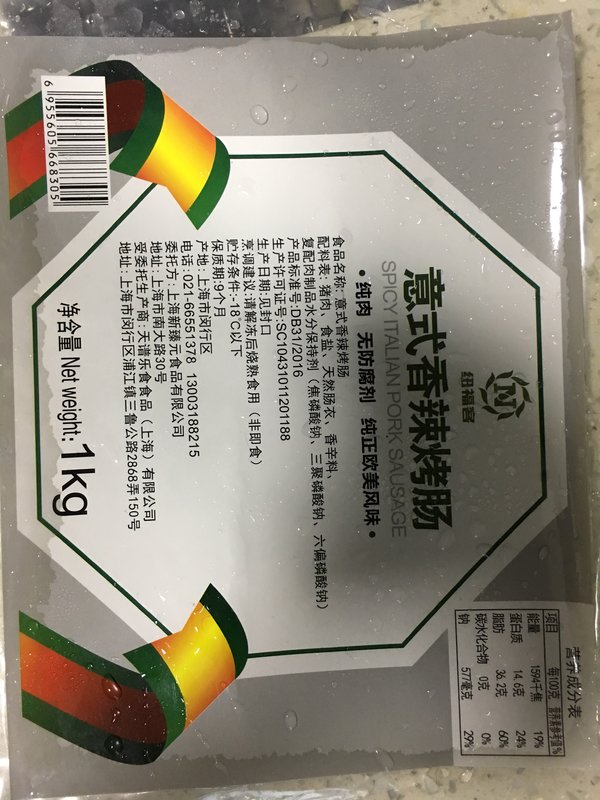 纽福客
意式香辣烤肠
SPICY ITALIAN PORK SAUSAGE
•纯肉 无防腐剂 纯正欧美风味•
食品名称: 意式香辣烤肠
配料表: 猪肉、食盐、天然肠衣、香辛料、
复配肉制品水分保持剂（焦磷酸钠、三聚磷酸钠、六偏磷酸钠）
产品标准号:DB31/2016
生产许可证号:SC10431011201188
生产日期:见封口
烹调建议:请解冻后烧熟食用（非即食）
贮存条件:-18℃以下
保质期:9个月
产地: 上海市闵行区
电话: 021-66551378 13003188215
委托方: 上海新臻元食品有限公司
地址: 上海市南大路30号
受委托生产商: 天谱乐食食品（上海）有限公司
地址: 上海市闵行区浦江镇三鲁公路2868弄150号
净含量 Net weight: 1kg
6 955605 668305
营养成分表
项目 每100克 营养素参考值%
能量 1594千焦 19%
蛋白质 14.6克 24%
脂肪 36.2克 60%
碳水化合物 0克 0%
钠 577毫克 29%